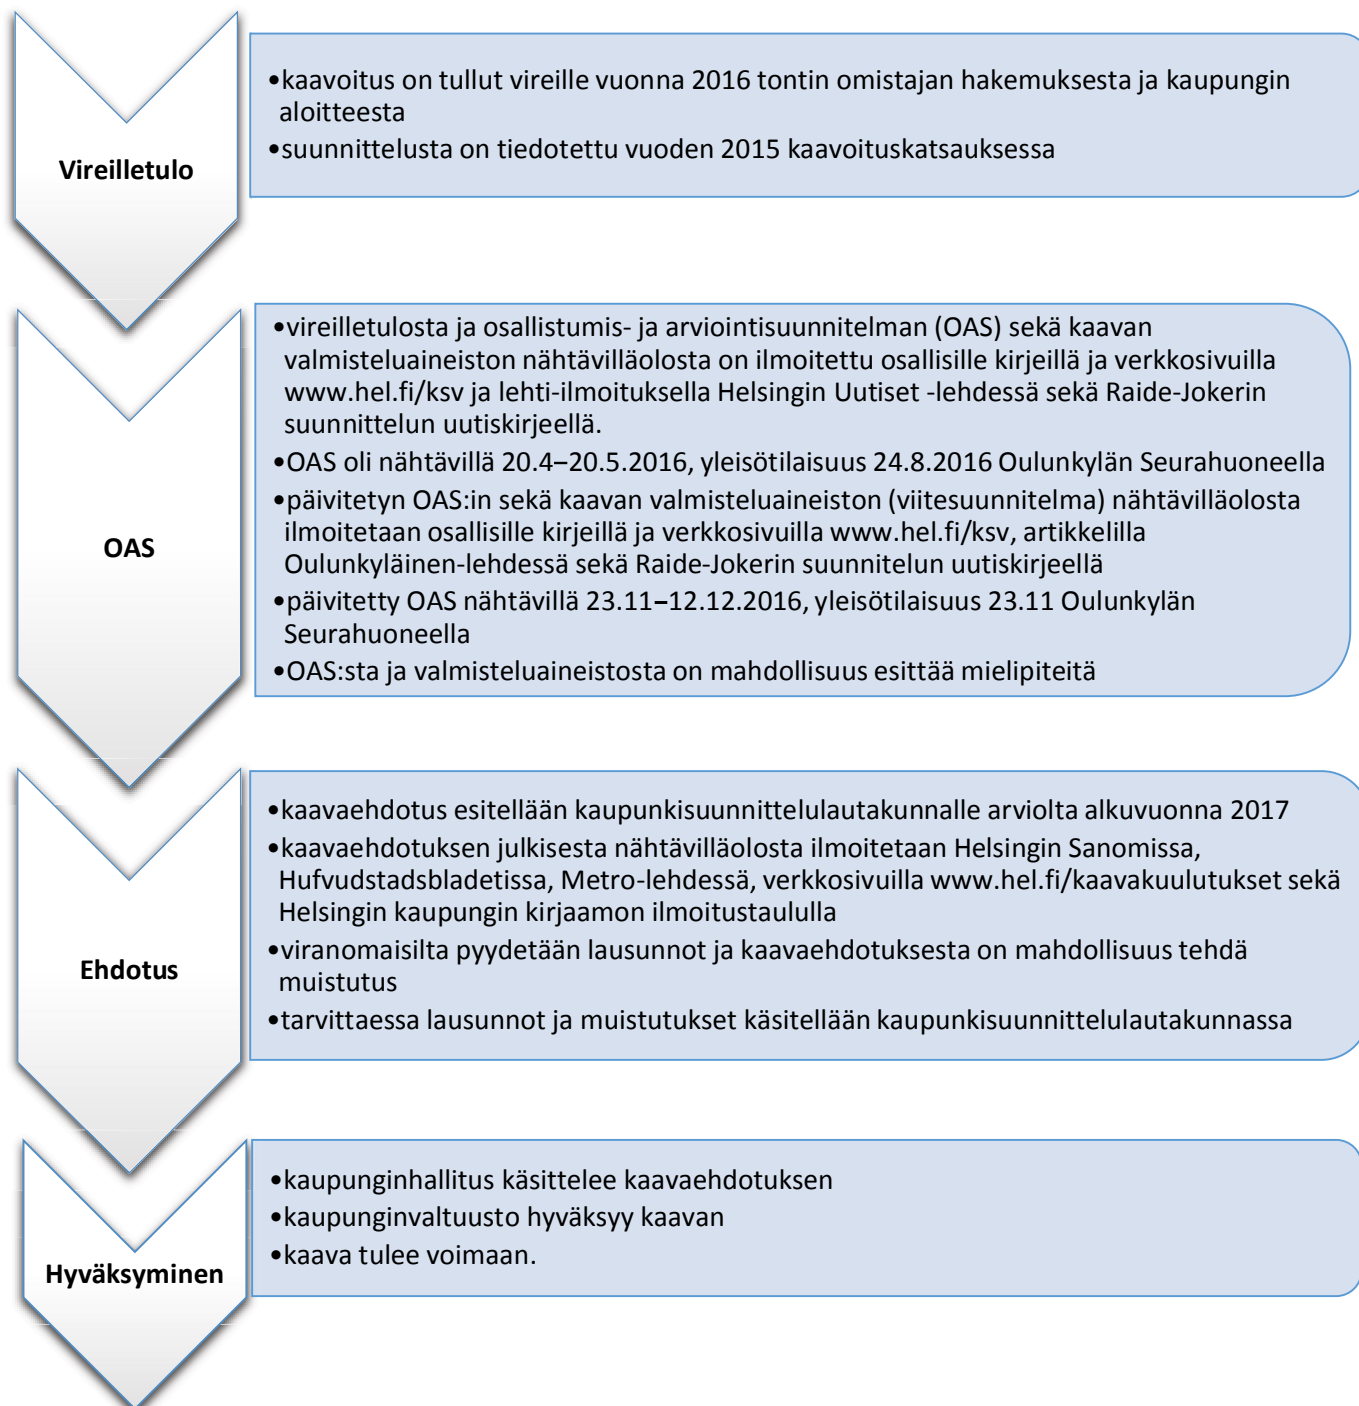 Vireilletulo
•kaavoitus on tullut vireille vuonna 2016 tontin omistajan hakemuksesta ja kaupungin
aloitteesta
•suunnittelusta on tiedotettu vuoden 2015 kaavoituskatsauksessa
OAS
•vireilletulosta ja osallistumis- ja arviointisuunnitelman (OAS) sekä kaavan
valmisteluaineiston nähtävilläolosta on ilmoitettu osallisille kirjeillä ja verkkosivuilla
www.hel.fi/ksv ja lehti-ilmoituksella Helsingin Uutiset -lehdessä sekä Raide-Jokerin
suunnittelun uutiskirjeellä.
•OAS oli nähtävillä 20.4–20.5.2016, yleisötilaisuus 24.8.2016 Oulunkylän Seurahuoneella
•päivitetyn OAS:in sekä kaavan valmisteluaineiston (viitesuunnitelma) nähtävilläolosta
ilmoitetaan osallisille kirjeillä ja verkkosivuilla www.hel.fi/ksv, artikkelilla
Oulunkyläinen-lehdessä sekä Raide-Jokerin suunnitelun uutiskirjeellä
•päivitetty OAS nähtävillä 23.11–12.12.2016, yleisötilaisuus 23.11 Oulunkylän
Seurahuoneella
•OAS:sta ja valmisteluaineistosta on mahdollisuus esittää mielipiteitä
Ehdotus
•kaavaehdotus esitellään kaupunkisuunnittelulautakunnalle arviolta alkuvuonna 2017
•kaavaehdotuksen julkisesta nähtävilläolosta ilmoitetaan Helsingin Sanomissa,
Hufvudstadsbladetissa, Metro-lehdessä, verkkosivuilla www.hel.fi/kaavakuulutukset sekä
Helsingin kaupungin kirjaamon ilmoitustaululla
•viranomaisilta pyydetään lausunnot ja kaavaehdotuksesta on mahdollisuus tehdä
muistutus
•tarvittaessa lausunnot ja muistutukset käsitellään kaupunkisuunnittelulautakunnassa
Hyväksyminen
•kaupunginhallitus käsittelee kaavaehdotuksen
•kaupunginvaltuusto hyväksyy kaavan
•kaava tulee voimaan.